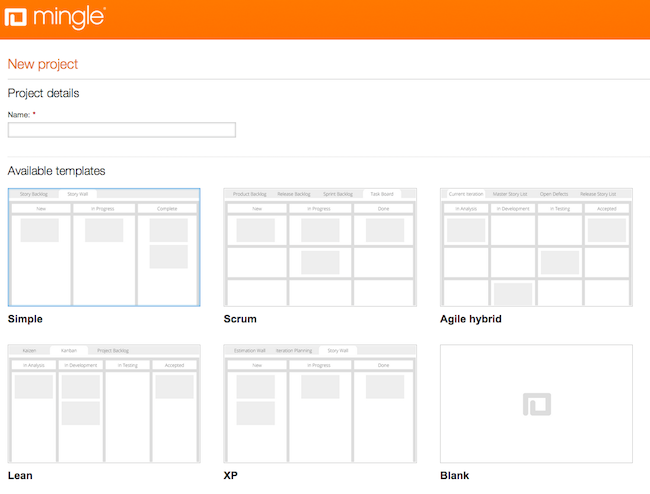 mingle
New project
Project details
Name: *
Available templates
Story Backlog Story Wall
New In Progress Complete
Simple
Product Backlog Release Backlog Sprint Backlog Task Board
New In Progress Done
Scrum
Current Iteration Master Story List Open Defects Release Story List
In Analysis In Development In Testing Accepted
Agile hybrid
Kaizen Kanban Project Backlog
In Analysis In Development In Testing Accepted
Lean
Estimation Wall Iteration Planning Story Wall
New In Progress Done
XP
Blank